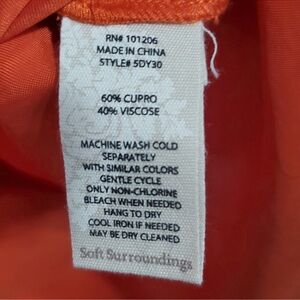 RN# 101206
MADE IN CHINA
STYLE# 5DY30
60% CUPRO
40% VISCOSE
MACHINE WASH COLD
SEPARATELY
WITH SIMILAR COLORS
GENTLE CYCLE
ONLY NON-CHLORINE
BLEACH WHEN NEEDED
HANG TO DRY
COOL IRON IF NEEDED
MAY BE DRY CLEANED
Soft Surroundings